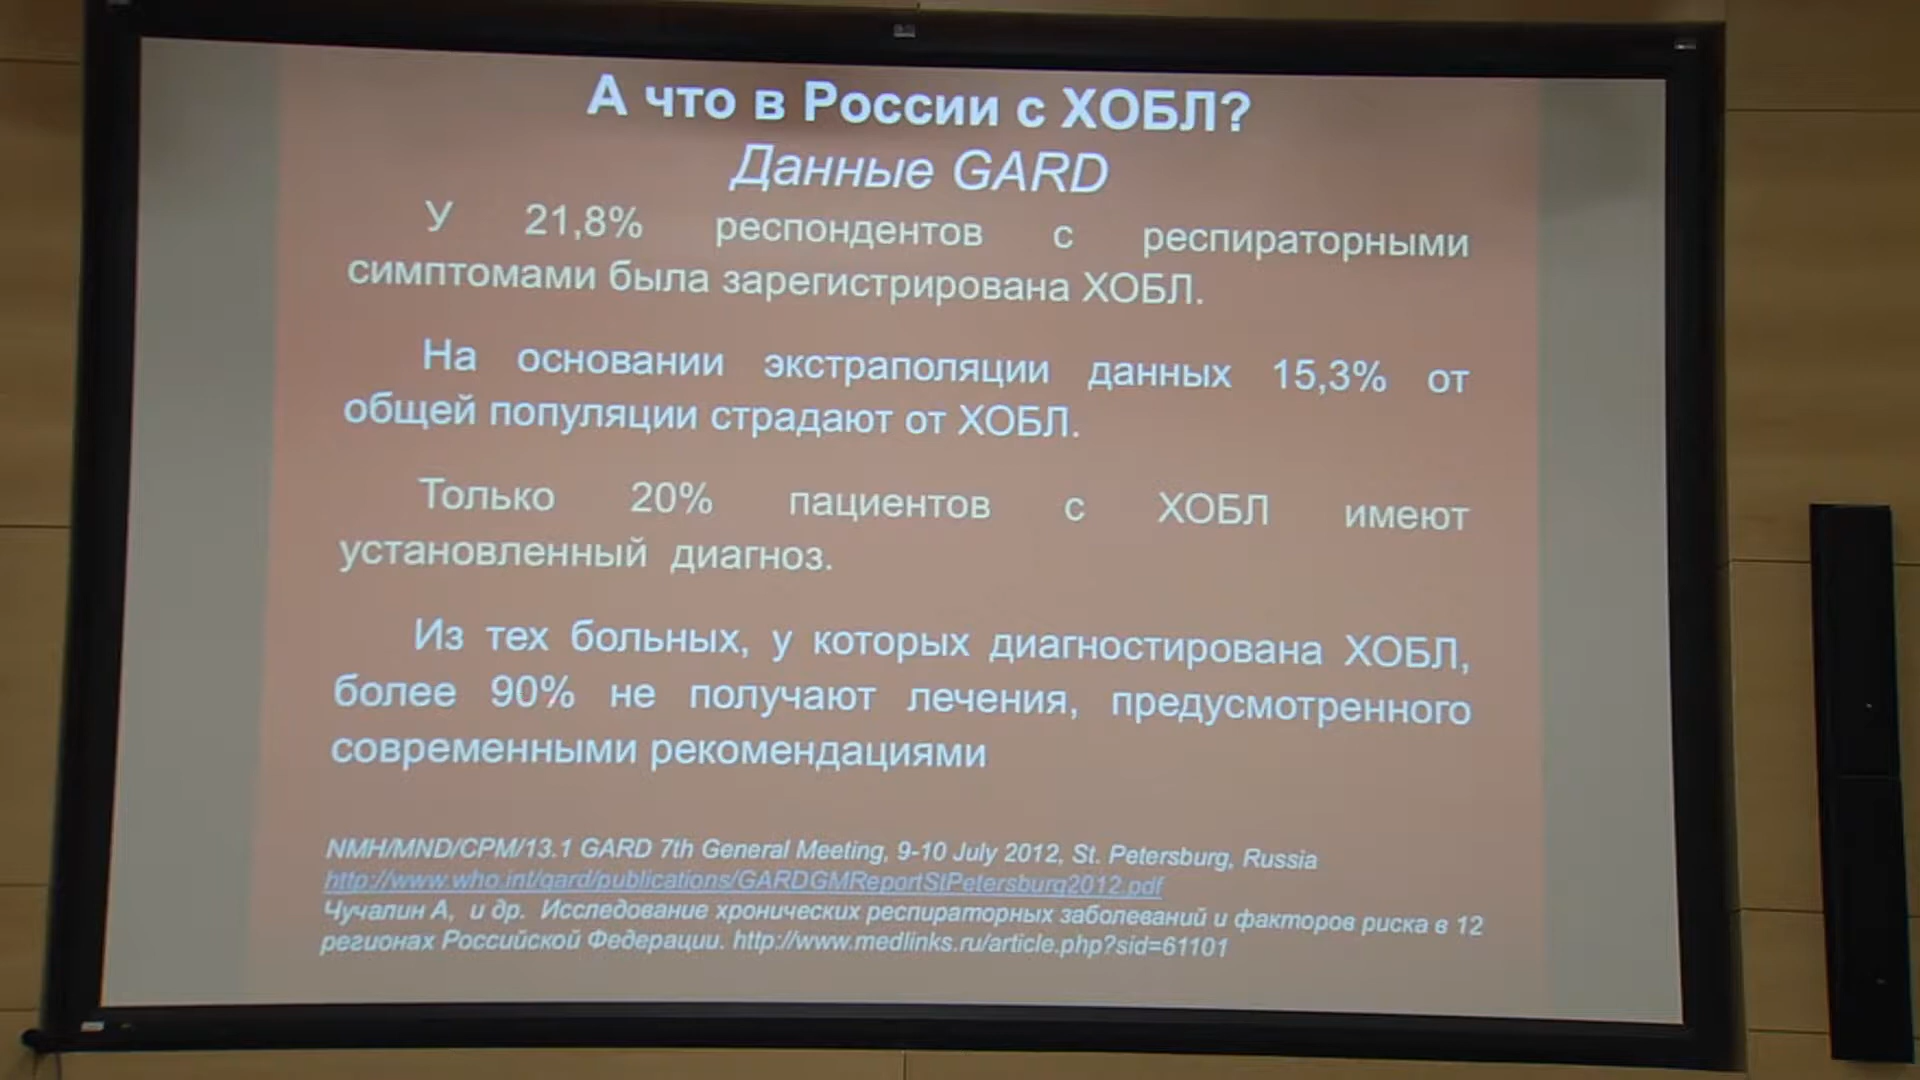 А что в России с ХОБЛ?
Данные GARD
У 21,8% респондентов с респираторными
симптомами была зарегистрирована ХОБЛ.
На основании экстраполяции данных 15,3% от
общей популяции страдают от ХОБЛ.
Только 20% пациентов с ХОБЛ имеют
установленный диагноз.
Из тех больных, у которых диагностирована ХОБЛ,
более 90% не получают лечения, предусмотренного
современными рекомендациями
NMH/MND/CPM/13.1 GARD 7th General Meeting, 9-10 July 2012, St. Petersburg, Russia
http://www.who.int/gard/publications/GARDGMReportStPetersburg2012.pdf
Чучалин А, и др. Исследование хронических респираторных заболеваний и факторов риска в 12
регионах Российской Федерации. http://www.medlinks.ru/article.php?sid=61101